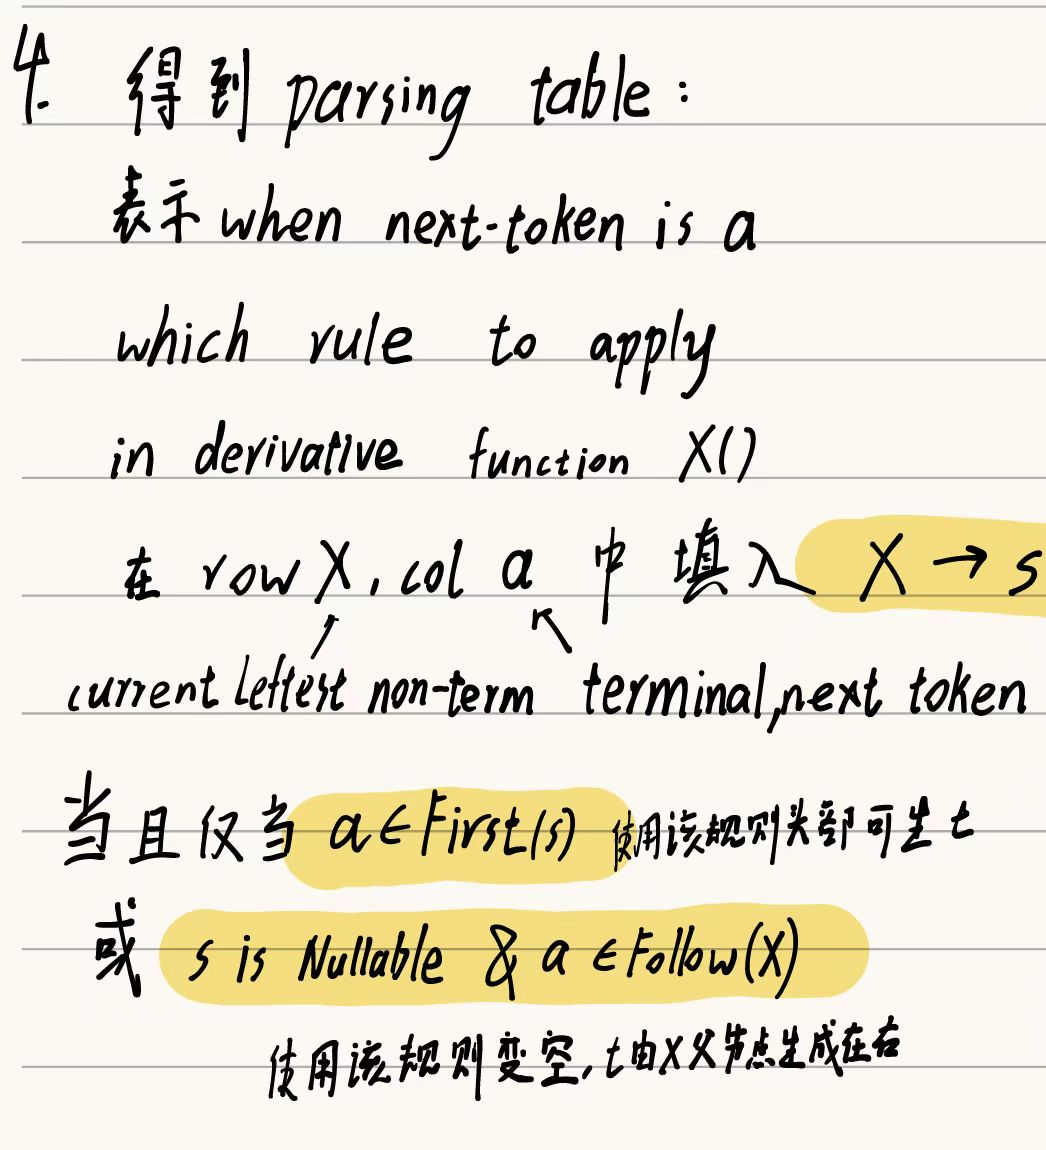 4. 得到 parsing table:
表示 when next-token is a
which rule to apply
in derivative function X()
在 row X, col a 中 填入 X → s
current leftest non-term terminal, next token
当且仅当 a ∈ First(s) 使用该规则头部可生 t
或 s is Nullable & a ∈ Follow(X)
使用该规则变空, t由X父节点生成在右